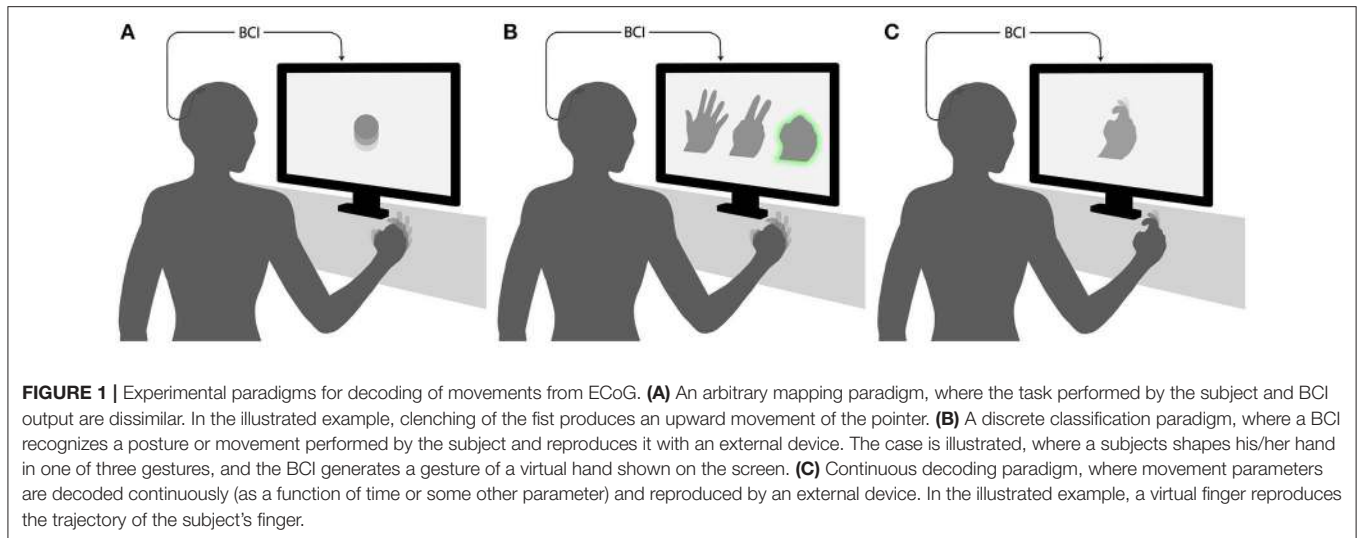 A BCI B BCI C BCI
FIGURE 1 | Experimental paradigms for decoding of movements from ECoG. (A) An arbitrary mapping paradigm, where the task performed by the subject and BCI
output are dissimilar. In the illustrated example, clenching of the fist produces an upward movement of the pointer. (B) A discrete classification paradigm, where a BCI
recognizes a posture or movement performed by the subject and reproduces it with an external device. The case is illustrated, where a subjects shapes his/her hand
in one of three gestures, and the BCI generates a gesture of a virtual hand shown on the screen. (C) Continuous decoding paradigm, where movement parameters
are decoded continuously (as a function of time or some other parameter) and reproduced by an external device. In the illustrated example, a virtual finger reproduces
the trajectory of the subject's finger.